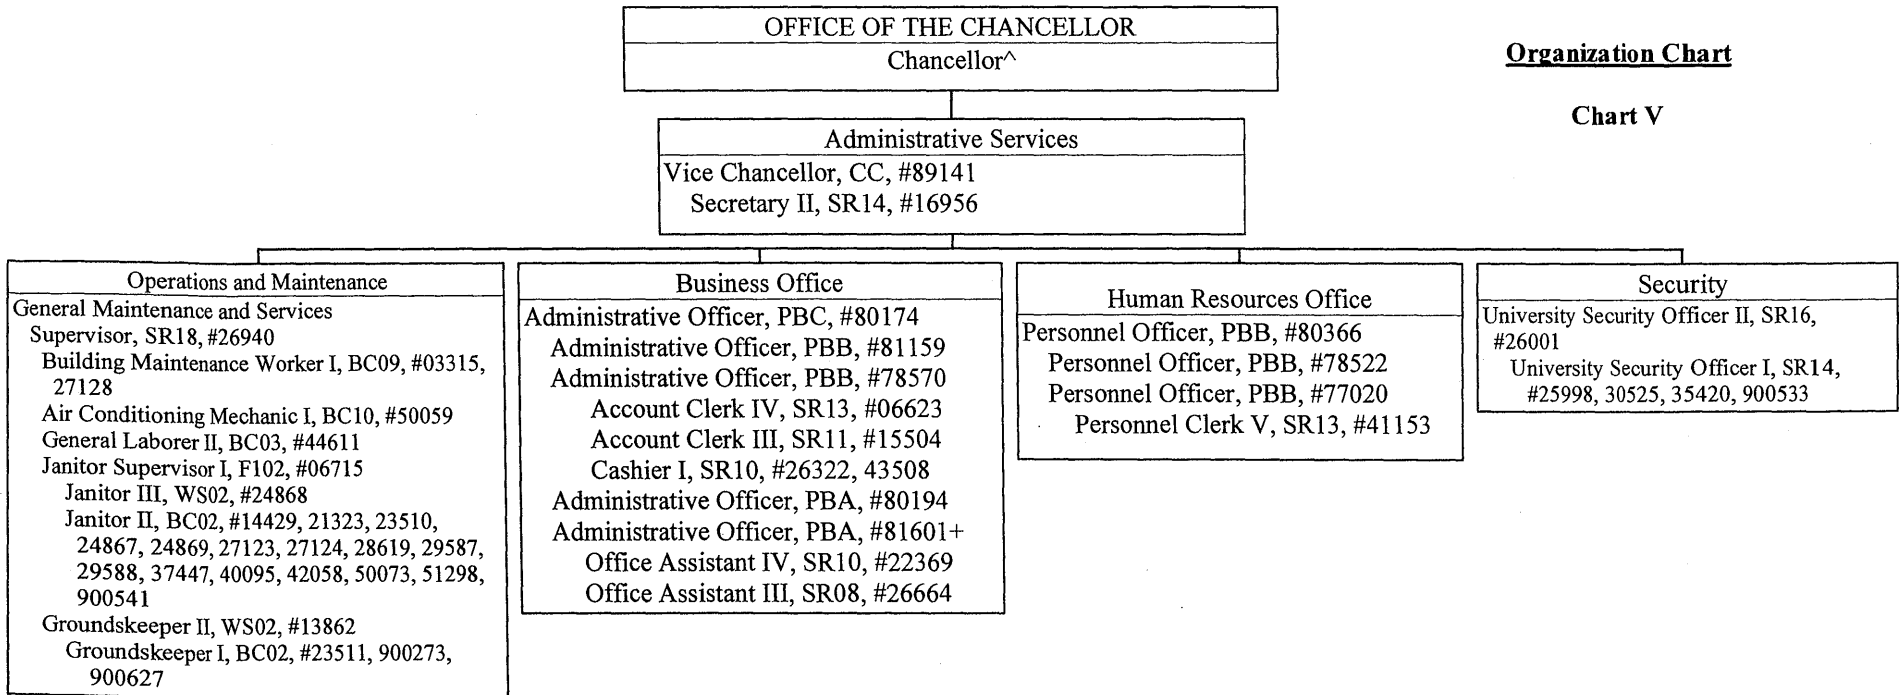 OFFICE OF THE CHANCELLOR
Chancellor^
Organization Chart
Chart V
Administrative Services
Vice Chancellor, CC, #89141
Secretary II, SR14, #16956
Operations and Maintenance
General Maintenance and Services
Supervisor, SR18, #26940
Building Maintenance Worker I, BC09, #03315,
27128
Air Conditioning Mechanic I, BC10, #50059
General Laborer II, BC03, #44611
Janitor Supervisor I, F102, #06715
Janitor III, WS02, #24868
Janitor II, BC02, #14429, 21323, 23510,
24867, 24869, 27123, 27124, 28619, 29587,
29588, 37447, 40095, 42058, 50073, 51298,
900541
Groundskeeper II, WS02, #13862
Groundskeeper I, BC02, #23511, 900273,
900627
Business Office
Administrative Officer, PBC, #80174
Administrative Officer, PBB, #81159
Administrative Officer, PBB, #78570
Account Clerk IV, SR13, #06623
Account Clerk III, SR11, #15504
Cashier I, SR10, #26322, 43508
Administrative Officer, PBA, #80194
Administrative Officer, PBA, #81601+
Office Assistant IV, SR10, #22369
Office Assistant III, SR08, #26664
Human Resources Office
Personnel Officer, PBB, #80366
Personnel Officer, PBB, #78522
Personnel Officer, PBB, #77020
Personnel Clerk V, SR13, #41153
Security
University Security Officer II, SR16,
#26001
University Security Officer I, SR14,
#25998, 30525, 35420, 900533